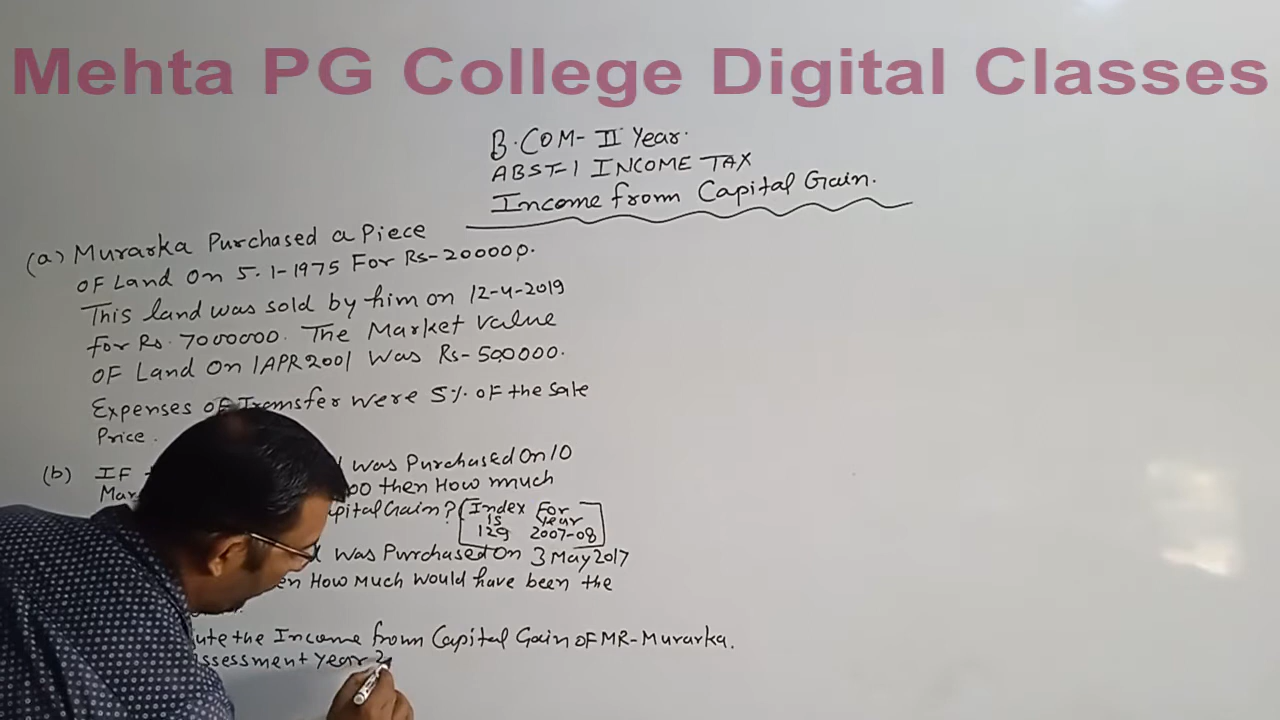 Mehta PG College Digital Classes
B.COM- II Year.
ABST-1 INCOME TAX
Income from Capital Gain.
(a) Murarka Purchased a Piece
OF Land On 5.1-1975 For Rs-200000.
This land was sold by him on 12-4-2019
for Rs. 7000000. The Market Value
OF Land On 1APR2001 Was Rs- 500000.
Expenses of Transfer were 5% OF the Sale
Price.
(b) IF was Purchased On 10
Mar 00 then How much
pital Gain? [Index For
is Year
129 2007-08]
was Purchased On 3 May 2017
en How Much Would have been the
ute the Income from Capital Gain OF MR-Murarka.
ssessment Year 2